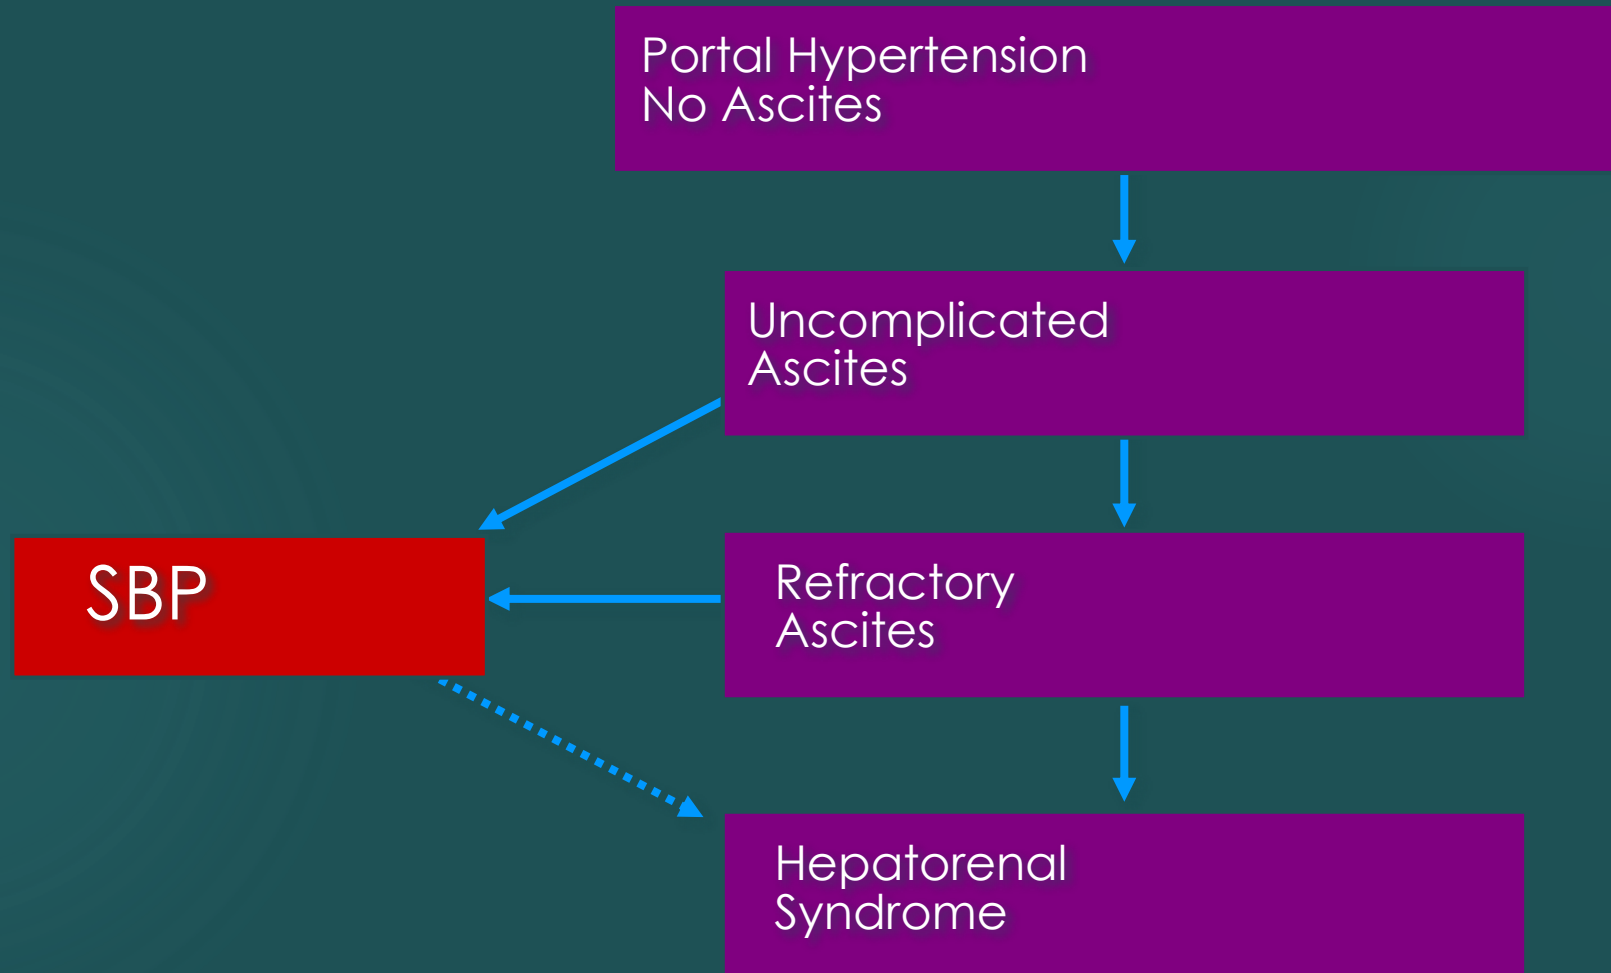 Portal Hypertension
No Ascites
Uncomplicated
Ascites
SBP
Refractory
Ascites
Hepatorenal
Syndrome